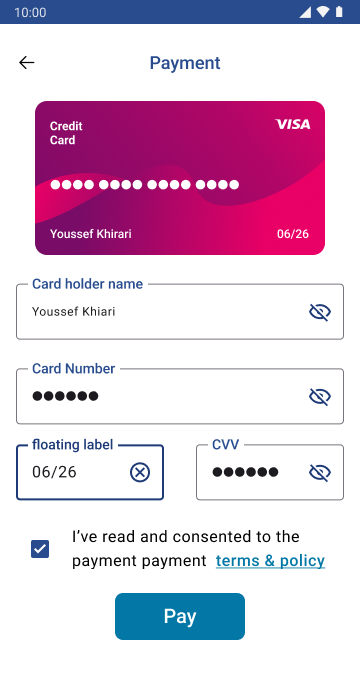 10:00
Payment
Credit
Card
VISA
●●●● ●●●● ●●●● ●●●●
Youssef Khirari
06/26
Card holder name
Youssef Khiari
Card Number
●●●●●●
floating label
06/26
CVV
●●●●●●
I've read and consented to the
payment payment terms & policy
Pay